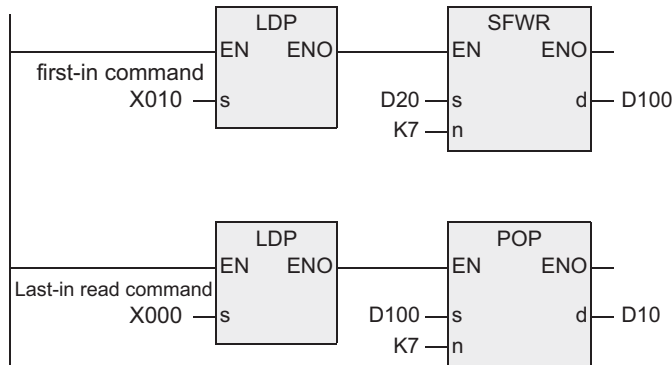 LDP SFWR
EN ENO EN ENO
first-in command
X010 s D20 s d D100
K7 n
LDP POP
EN ENO EN ENO
Last-in read command
X000 s D100 s d D10
K7 n